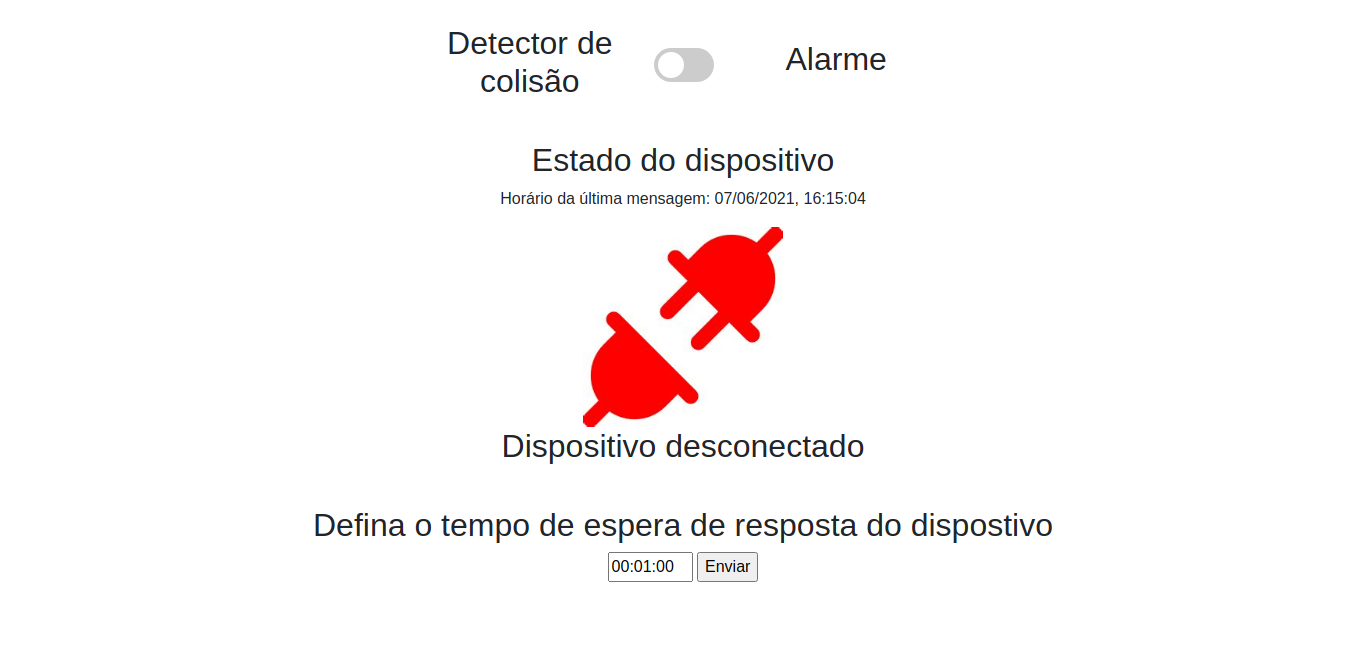 Detector de
colisão
Alarme
Estado do dispositivo
Horário da última mensagem: 07/06/2021, 16:15:04
Dispositivo desconectado
Defina o tempo de espera de resposta do dispostivo
00:01:00 Enviar